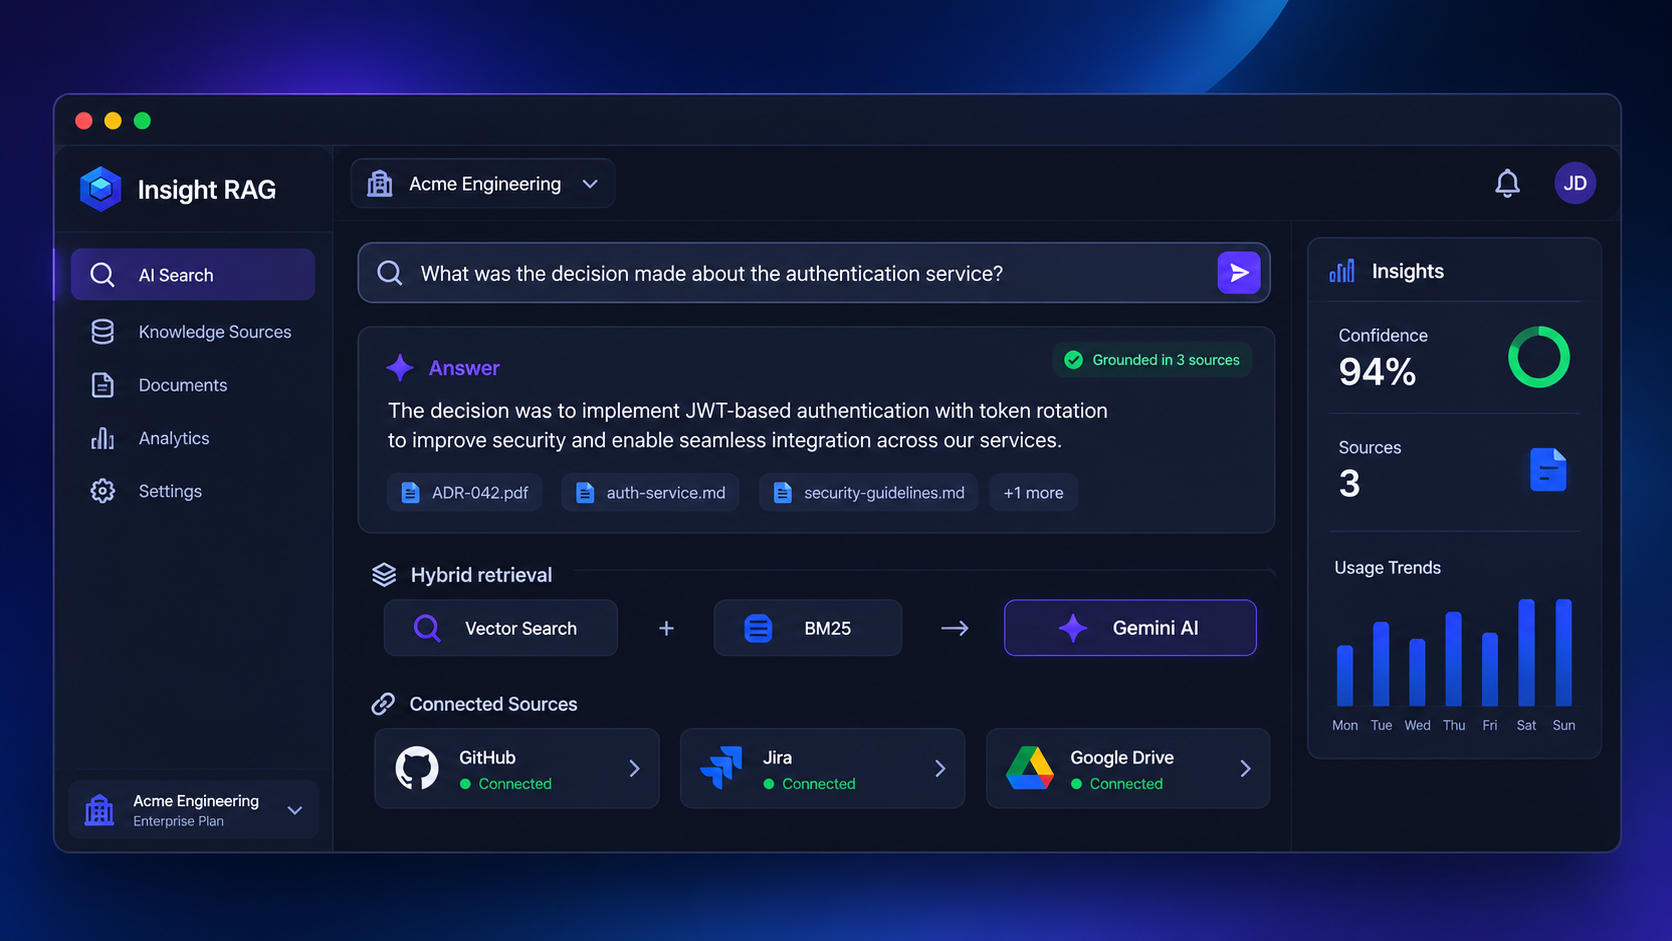 Insight RAG
AI Search
Knowledge Sources
Documents
Analytics
Settings
Acme Engineering
Enterprise Plan
Acme Engineering
JD
What was the decision made about the authentication service?
Answer
Grounded in 3 sources
The decision was to implement JWT-based authentication with token rotation
to improve security and enable seamless integration across our services.
ADR-042.pdf
auth-service.md
security-guidelines.md
+1 more
Hybrid retrieval
Vector Search
+
BM25
Gemini AI
Connected Sources
GitHub
Connected
Jira
Connected
Google Drive
Connected
Insights
Confidence
94%
Sources
3
Usage Trends
Mon Tue Wed Thu Fri Sat Sun